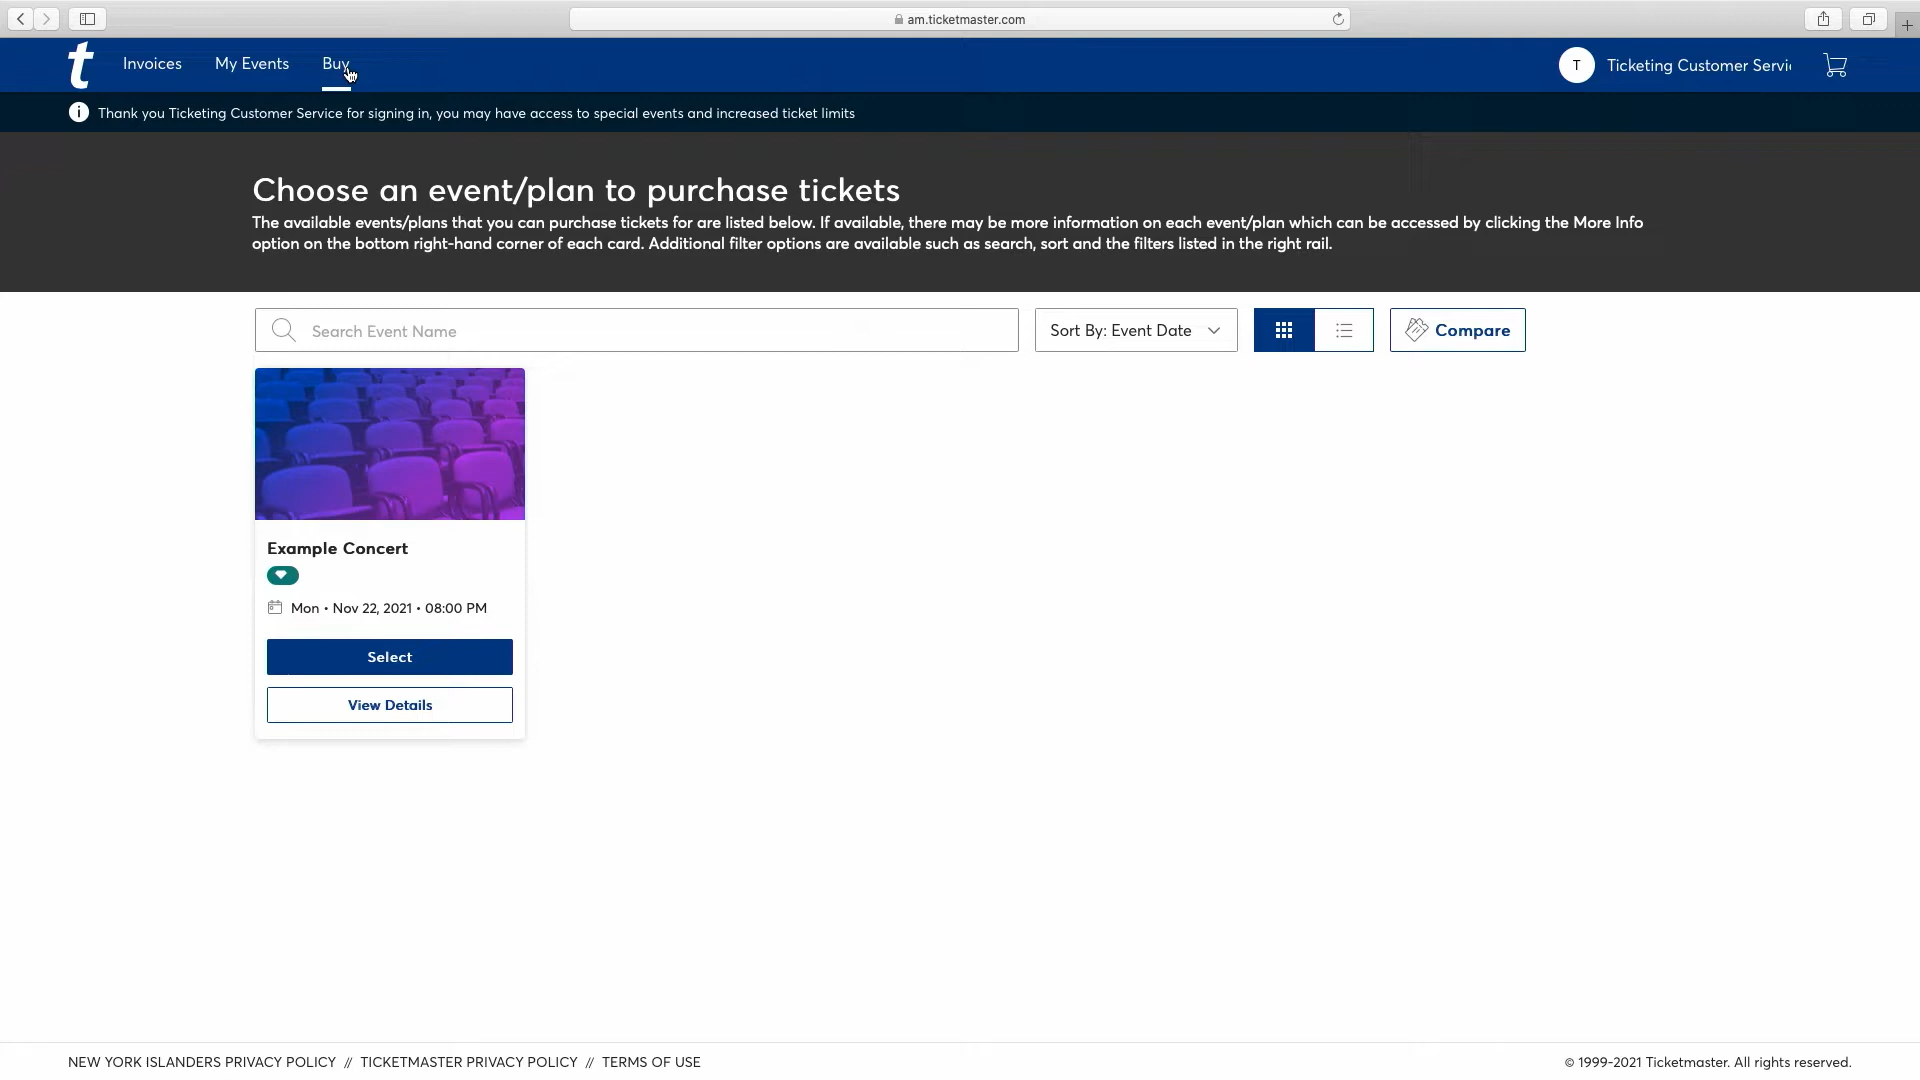 am.ticketmaster.com
t Invoices My Events Buy T Ticketing Customer Servi
Thank you Ticketing Customer Service for signing in, you may have access to special events and increased ticket limits
Choose an event/plan to purchase tickets
The available events/plans that you can purchase tickets for are listed below. If available, there may be more information on each event/plan which can be accessed by clicking the More Info
option on the bottom right-hand corner of each card. Additional filter options are available such as search, sort and the filters listed in the right rail.
Search Event Name Sort By: Event Date Compare
Example Concert
Mon • Nov 22, 2021 • 08:00 PM
Select
View Details
NEW YORK ISLANDERS PRIVACY POLICY // TICKETMASTER PRIVACY POLICY // TERMS OF USE © 1999-2021 Ticketmaster. All rights reserved.